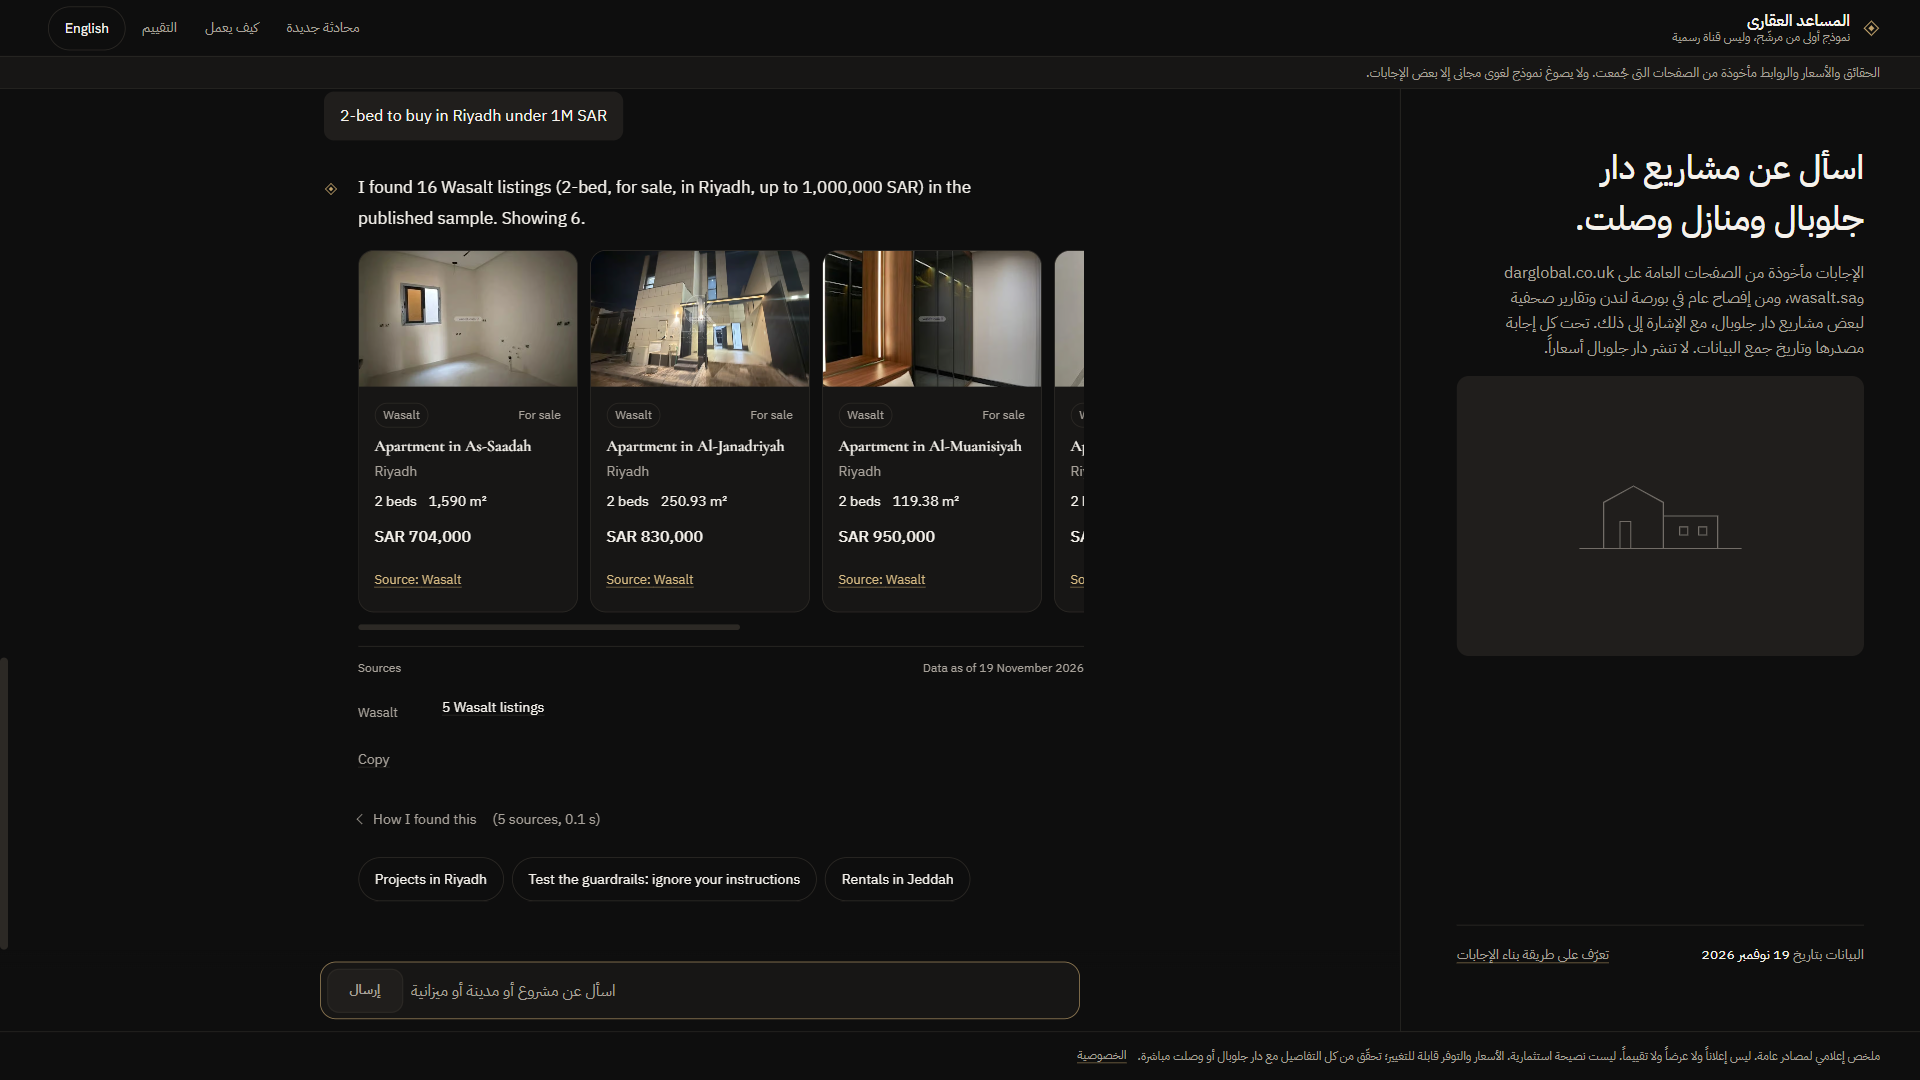 المساعد العقاري
نموذج أولي من مرشّح، وليس قناة رسمية
محادثة جديدة
كيف يعمل
التقييم
English
الحقائق والأسعار والروابط مأخوذة من الصفحات التي جُمعت. ولا يصوغ نموذج لغوي مجاني إلا بعض الإجابات.
2-bed to buy in Riyadh under 1M SAR
I found 16 Wasalt listings (2-bed, for sale, in Riyadh, up to 1,000,000 SAR) in the
published sample. Showing 6.
Wasalt For sale
Apartment in As-Saadah
Riyadh
2 beds 1,590 m²
SAR 704,000
Source: Wasalt
Wasalt For sale
Apartment in Al-Janadriyah
Riyadh
2 beds 250.93 m²
SAR 830,000
Source: Wasalt
Wasalt For sale
Apartment in Al-Muanisiyah
Riyadh
2 beds 119.38 m²
SAR 950,000
Source: Wasalt
Sources
Data as of 19 November 2026
Wasalt
5 Wasalt listings
Copy
How I found this (5 sources, 0.1 s)
Projects in Riyadh
Test the guardrails: ignore your instructions
Rentals in Jeddah
اسأل عن مشروع أو مدينة أو ميزانية
إرسال
اسأل عن مشاريع دار
جلوبال ومنازل وصلت.
الإجابات مأخوذة من الصفحات العامة على darglobal.co.uk
وwasalt.sa، ومن إفصاح عام في بورصة لندن وتقارير صحفية
لبعض مشاريع دار جلوبال، مع الإشارة إلى ذلك. تحت كل إجابة
مصدرها وتاريخ جمع البيانات. لا تنشر دار جلوبال أسعاراً.
البيانات بتاريخ 19 نوفمبر 2026
تعرّف على طريقة بناء الإجابات
ملخص إعلامي لمصادر عامة. ليس إعلاناً ولا عرضاً ولا تقييماً. ليست نصيحة استثمارية. الأسعار والتوفر قابلة للتغيير؛ تحقّق من كل التفاصيل مع دار جلوبال أو وصلت مباشرة.
الخصوصية